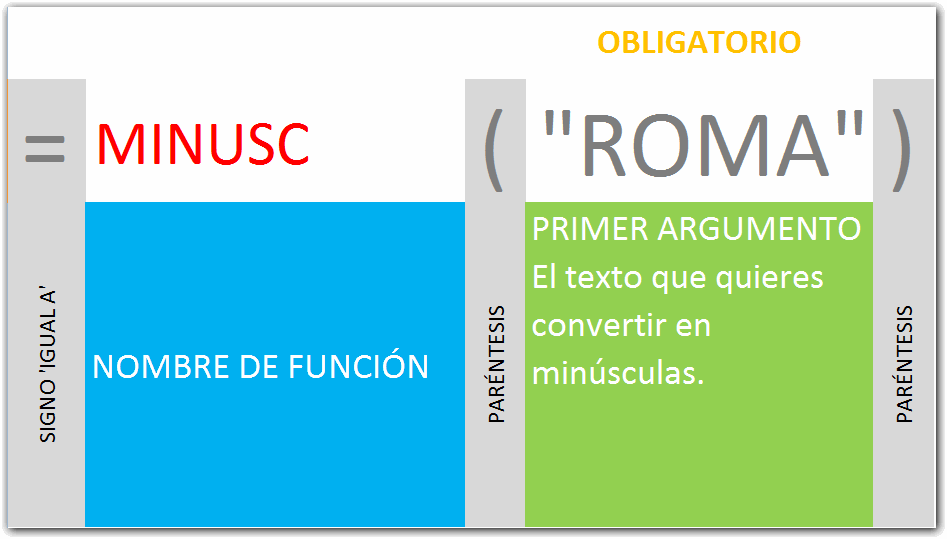 OBLIGATORIO
= MINUSC ( "ROMA" )
SIGNO 'IGUAL A'
NOMBRE DE FUNCIÓN
PARÉNTESIS
PRIMER ARGUMENTO
El texto que quieres
convertir en
minúsculas.
PARÉNTESIS